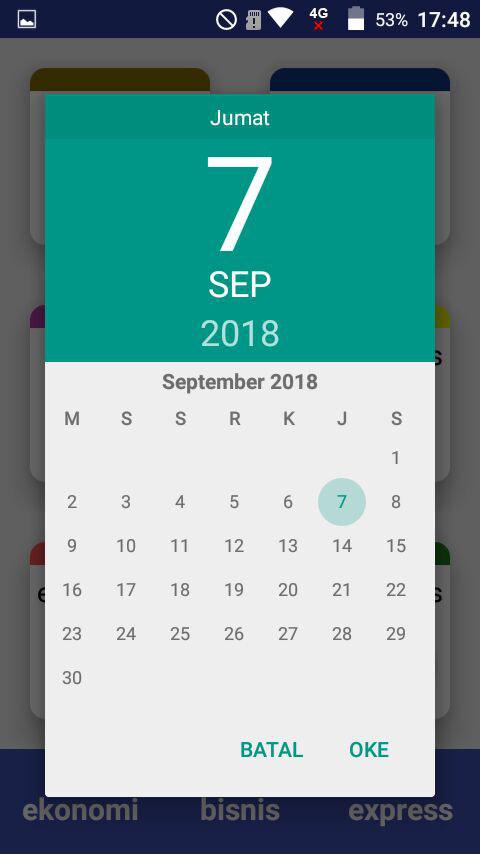 4G 53% 17:48
Jumat
7
SEP
2018
September 2018
M S S R K J S
1
2 3 4 5 6 7 8
9 10 11 12 13 14 15
16 17 18 19 20 21 22
23 24 25 26 27 28 29
30
BATAL OKE
ekonomi bisnis express